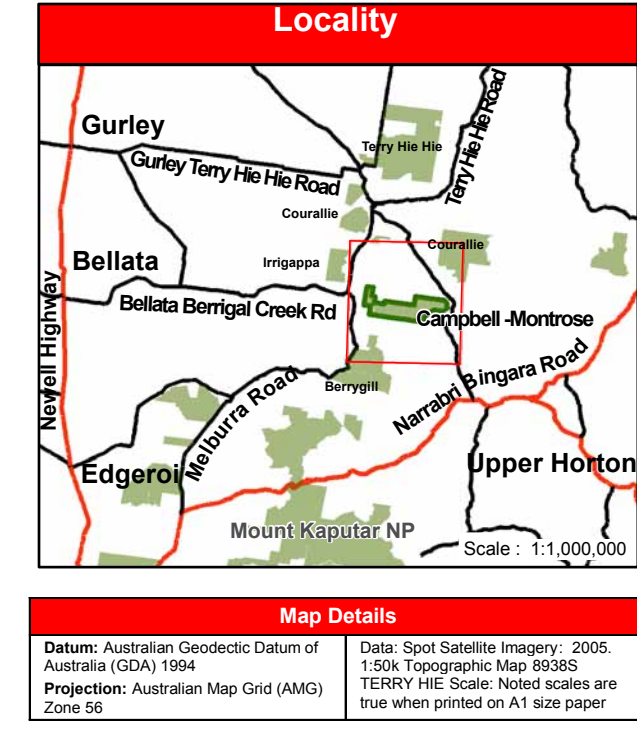 Locality
Gurley
Terry Hie Hie
Terry Hie Hie Road
Gurley Terry Hie Hie Road
Courallie
Courallie
Bellata
Irrigappa
Newell Highway
Bellata Berrigal Creek Rd
Campbell -Montrose
Berrygill
Melburra Road
Narrabri Bingara Road
Edgeroi
Upper Horton
Mount Kaputar NP
Scale : 1:1,000,000
Map Details
Datum: Australian Geodectic Datum of
Australia (GDA) 1994
Projection: Australian Map Grid (AMG)
Zone 56
Data: Spot Satellite Imagery: 2005.
1:50k Topographic Map 8938S
TERRY HIE Scale: Noted scales are
true when printed on A1 size paper